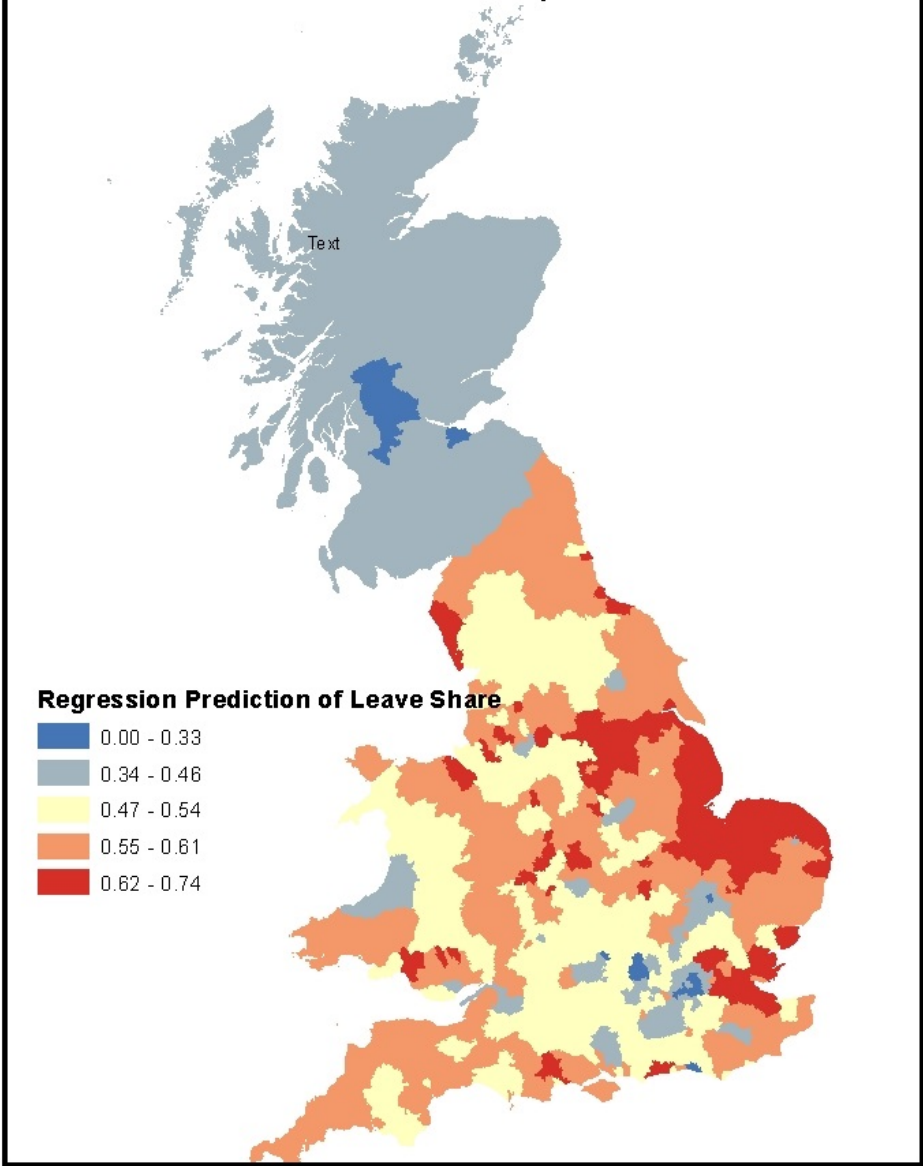 Text
Regression Prediction of Leave Share
0.00 - 0.33
0.34 - 0.46
0.47 - 0.54
0.55 - 0.61
0.62 - 0.74